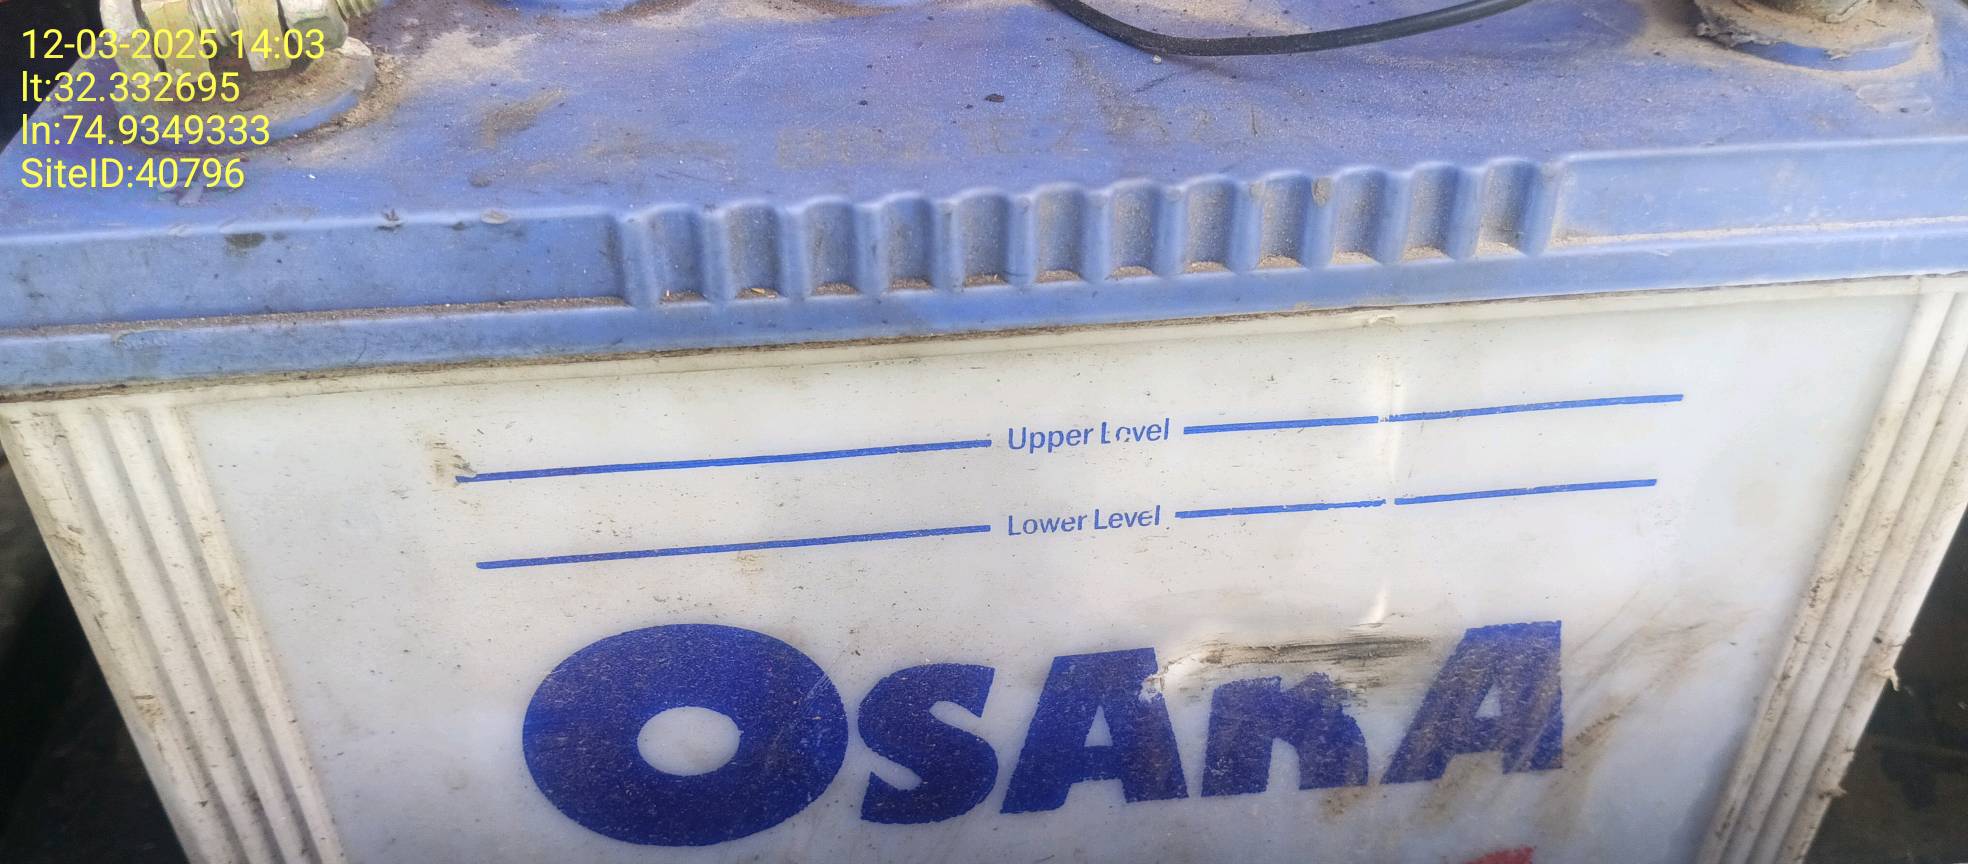 12-03-2025 14:03
lt:32.332695
ln:74.9349333
SiteID:40796
Upper Level
Lower Level
OSAKA